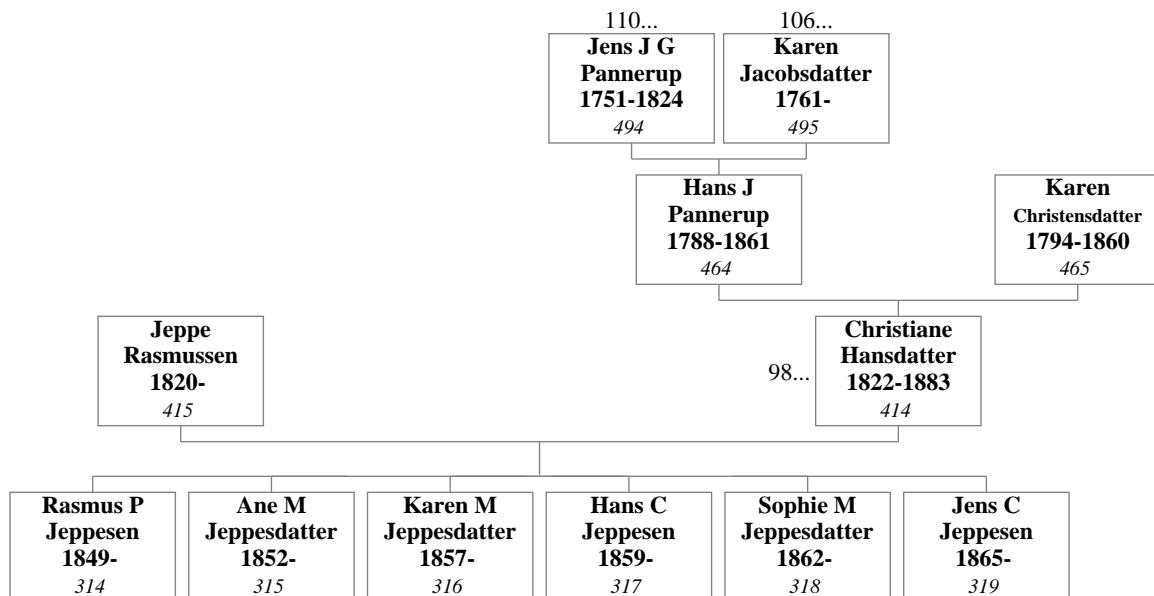 110...
Jens J G
Pannerup
1751-1824
494
106...
Karen
Jacobsdatter
1761-
495
Hans J
Pannerup
1788-1861
464
Karen
Christensdatter
1794-1860
465
Jeppe
Rasmussen
1820-
415
98...
Christiane
Hansdatter
1822-1883
414
Rasmus P
Jeppesen
1849-
314
Ane M
Jeppesdatter
1852-
315
Karen M
Jeppesdatter
1857-
316
Hans C
Jeppesen
1859-
317
Sophie M
Jeppesdatter
1862-
318
Jens C
Jeppesen
1865-
319